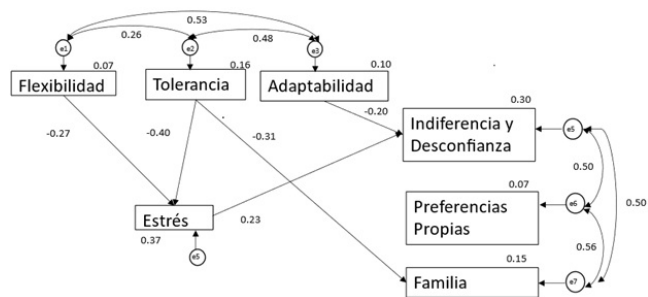 0.53
0.26
0.48
e1
e2
e3
0.07
0.16
0.10
Flexibilidad
Tolerancia
Adaptabilidad
-0.27
-0.40
-0.31
-0.20
0.30
Indiferencia y
Desconfianza
e5
0.50
0.07
Preferencias
Propias
e6
0.50
0.56
0.15
Familia
e7
Estrés
0.23
0.37
e5